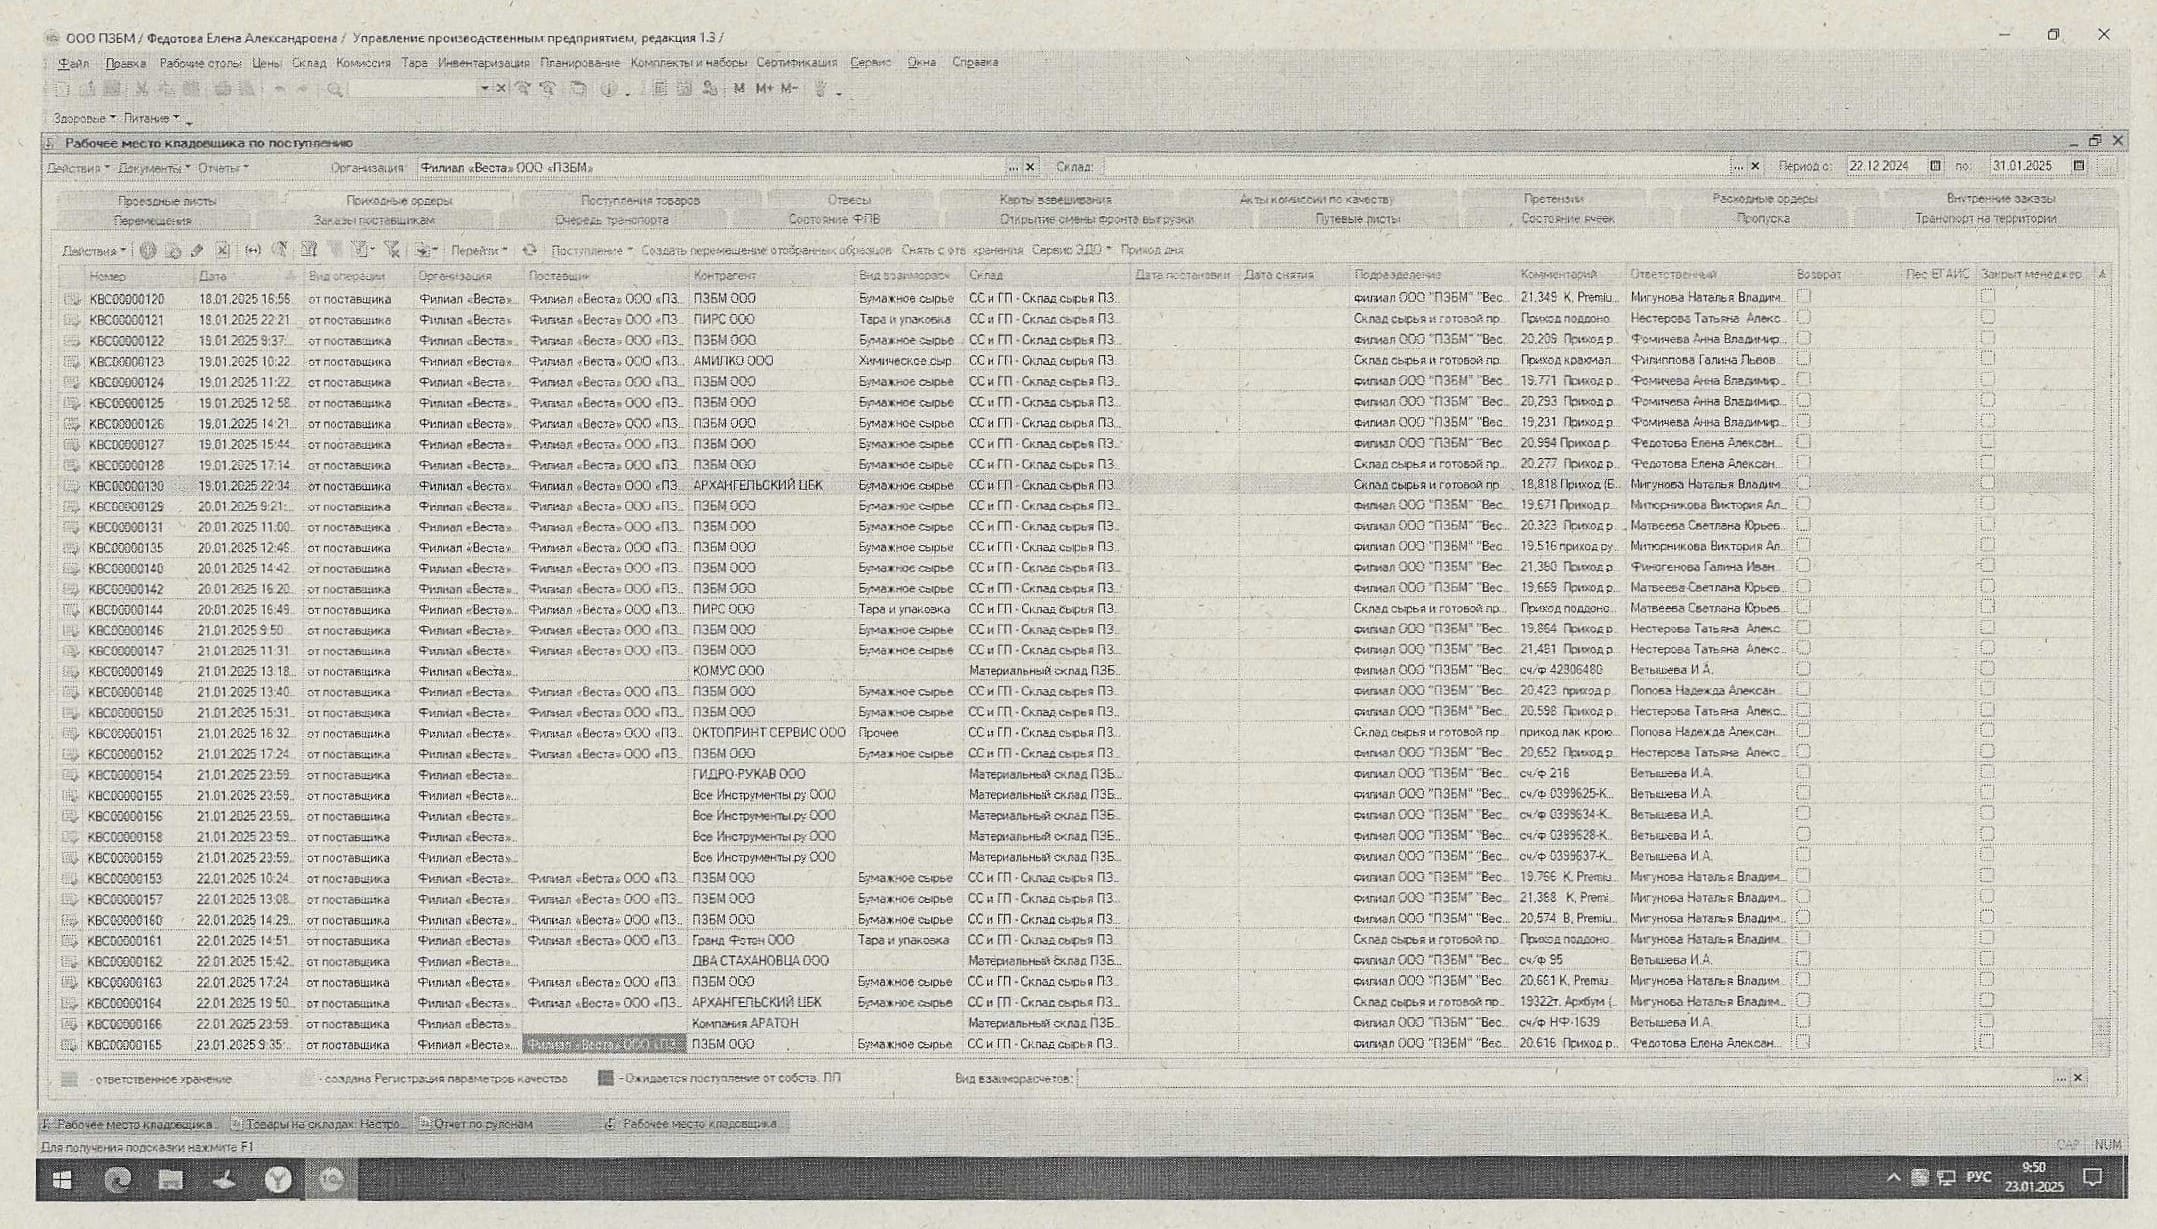 ООО ПЗБМ / Федотова Елена Александровна / Управление производственным предприятием, редакция 1.3 /
Файл Правка Рабочие столы Цены Склад Комиссия Тара Инвентаризация Планирование Комплекты и наборы Сертификация Сервис Окна Справка
M M+ M-
Здоровье Питание
Рабочее место кладовщика по поступлению
Действия Документы Отчеты Организация: Филиал «Веста» ООО «ПЗБМ» ... x Склад: ... x Период с: 22.12.2024 по: 31.01.2025
Проездные листы Приходные ордеры Поступления товаров Отвесы Карты взвешивания Акты комиссии по качеству Претензии Расходные ордеры Внутренние заказы
Перемещения Заказы поставщикам Очередь транспорта Состояние ФПВ Открытие смены фронта выгрузки Путевые листы Состояние ячеек Пропуска Транспорт на территории
Действия Перейти Поступление Создать перемещение отобранных образцов Снять с отв. хранения Сервис ЭДО Приход дня
Номер Дата Вид операции Организация Поставщик Контрагент Вид взаиморасч Склад Дата постановки Дата снятия Подразделение Комментарий Ответственный Возврат Лес ЕГАИС Закрыт менеджер
КВС00000120 18.01.2025 16:56.. от поставщика Филиал «Веста».. Филиал «Веста» ООО «ПЗ.. ПЗБМ ООО Бумажное сырье СС и ГП - Склад сырья ПЗ.. филиал ООО "ПЗБМ" "Вес.. 21,349 K, Premiu.. Мигунова Наталья Владим..
КВС00000121 18.01.2025 22:21.. от поставщика Филиал «Веста».. Филиал «Веста» ООО «ПЗ.. ПИРС ООО Тара и упаковка СС и ГП - Склад сырья ПЗ.. Склад сырья и готовой пр.. Приход поддоно.. Нестерова Татьяна Алекс..
КВС00000122 19.01.2025 9:37:.. от поставщика Филиал «Веста».. Филиал «Веста» ООО «ПЗ.. ПЗБМ ООО Бумажное сырье СС и ГП - Склад сырья ПЗ.. филиал ООО "ПЗБМ" "Вес.. 20,209 Приход р.. Фомичева Анна Владимир..
КВС00000123 19.01.2025 10:22.. от поставщика Филиал «Веста».. Филиал «Веста» ООО «ПЗ.. АМИЛКО ООО Химическое сыр.. СС и ГП - Склад сырья ПЗ.. Склад сырья и готовой пр.. Приход крахмал.. Филиппова Галина Львов..
КВС00000124 19.01.2025 11:22.. от поставщика Филиал «Веста».. Филиал «Веста» ООО «ПЗ.. ПЗБМ ООО Бумажное сырье СС и ГП - Склад сырья ПЗ.. филиал ООО "ПЗБМ" "Вес.. 19,771 Приход р.. Фомичева Анна Владимир..
КВС00000125 19.01.2025 12:58.. от поставщика Филиал «Веста».. Филиал «Веста» ООО «ПЗ.. ПЗБМ ООО Бумажное сырье СС и ГП - Склад сырья ПЗ.. филиал ООО "ПЗБМ" "Вес.. 20,293 Приход р.. Фомичева Анна Владимир..
КВС00000126 19.01.2025 14:21.. от поставщика Филиал «Веста».. Филиал «Веста» ООО «ПЗ.. ПЗБМ ООО Бумажное сырье СС и ГП - Склад сырья ПЗ.. филиал ООО "ПЗБМ" "Вес.. 19,231 Приход р.. Фомичева Анна Владимир..
КВС00000127 19.01.2025 15:44.. от поставщика Филиал «Веста».. Филиал «Веста» ООО «ПЗ.. ПЗБМ ООО Бумажное сырье СС и ГП - Склад сырья ПЗ.. филиал ООО "ПЗБМ" "Вес.. 20,994 Приход р.. Федотова Елена Алексан..
КВС00000128 19.01.2025 17:14.. от поставщика Филиал «Веста».. Филиал «Веста» ООО «ПЗ.. ПЗБМ ООО Бумажное сырье СС и ГП - Склад сырья ПЗ.. Склад сырья и готовой пр.. 20,277 Приход р.. Федотова Елена Алексан..
КВС00000130 19.01.2025 22:34.. от поставщика Филиал «Веста».. Филиал «Веста» ООО «ПЗ.. АРХАНГЕЛЬСКИЙ ЦБК Бумажное сырье СС и ГП - Склад сырья ПЗ.. Склад сырья и готовой пр.. 18,818 Приход (Б.. Мигунова Наталья Владим..
КВС00000129 20.01.2025 9:21:.. от поставщика Филиал «Веста».. Филиал «Веста» ООО «ПЗ.. ПЗБМ ООО Бумажное сырье СС и ГП - Склад сырья ПЗ.. филиал ООО "ПЗБМ" "Вес.. 19,671 Приход р.. Митюрникова Виктория Ал..
КВС00000131 20.01.2025 11:00.. от поставщика Филиал «Веста».. Филиал «Веста» ООО «ПЗ.. ПЗБМ ООО Бумажное сырье СС и ГП - Склад сырья ПЗ.. филиал ООО "ПЗБМ" "Вес.. 20.323 Приход р.. Матвеева Светлана Юрьев..
КВС00000135 20.01.2025 12:46.. от поставщика Филиал «Веста».. Филиал «Веста» ООО «ПЗ.. ПЗБМ ООО Бумажное сырье СС и ГП - Склад сырья ПЗ.. филиал ООО "ПЗБМ" "Вес.. 19,516 приход ру.. Митюрникова Виктория Ал..
КВС00000140 20.01.2025 14:42.. от поставщика Филиал «Веста».. Филиал «Веста» ООО «ПЗ.. ПЗБМ ООО Бумажное сырье СС и ГП - Склад сырья ПЗ.. филиал ООО "ПЗБМ" "Вес.. 21,360 Приход р.. Финогенова Галина Иван..
КВС00000142 20.01.2025 16:20.. от поставщика Филиал «Веста».. Филиал «Веста» ООО «ПЗ.. ПЗБМ ООО Бумажное сырье СС и ГП - Склад сырья ПЗ.. филиал ООО "ПЗБМ" "Вес.. 19,669 Приход р.. Матвеева Светлана Юрьев..
КВС00000144 20.01.2025 16:49.. от поставщика Филиал «Веста».. Филиал «Веста» ООО «ПЗ.. ПИРС ООО Тара и упаковка СС и ГП - Склад сырья ПЗ.. Склад сырья и готовой пр.. Приход поддоно.. Матвеева Светлана Юрьев..
КВС00000146 21.01.2025 9:50:.. от поставщика Филиал «Веста».. Филиал «Веста» ООО «ПЗ.. ПЗБМ ООО Бумажное сырье СС и ГП - Склад сырья ПЗ.. филиал ООО "ПЗБМ" "Вес.. 19,864 Приход р.. Нестерова Татьяна Алекс..
КВС00000147 21.01.2025 11:31.. от поставщика Филиал «Веста».. Филиал «Веста» ООО «ПЗ.. ПЗБМ ООО Бумажное сырье СС и ГП - Склад сырья ПЗ.. филиал ООО "ПЗБМ" "Вес.. 21,481 Приход р.. Нестерова Татьяна Алекс..
КВС00000149 21.01.2025 13:18.. от поставщика Филиал «Веста».. КОМУС ООО Материальный склад ПЗБ.. филиал ООО "ПЗБМ" "Вес.. сч/ф 42806480 Ветышева И.А.
КВС00000148 21.01.2025 13:40.. от поставщика Филиал «Веста».. Филиал «Веста» ООО «ПЗ.. ПЗБМ ООО Бумажное сырье СС и ГП - Склад сырья ПЗ.. филиал ООО "ПЗБМ" "Вес.. 20,423 приход р.. Попова Надежда Алексан..
КВС00000150 21.01.2025 15:31.. от поставщика Филиал «Веста».. Филиал «Веста» ООО «ПЗ.. ПЗБМ ООО Бумажное сырье СС и ГП - Склад сырья ПЗ.. филиал ООО "ПЗБМ" "Вес.. 20,598 Приход р.. Нестерова Татьяна Алекс..
КВС00000151 21.01.2025 16:32.. от поставщика Филиал «Веста».. Филиал «Веста» ООО «ПЗ.. ОКТОПРИНТ СЕРВИС ООО Прочее СС и ГП - Склад сырья ПЗ.. Склад сырья и готовой пр.. приход лак крою.. Попова Надежда Алексан..
КВС00000152 21.01.2025 17:24.. от поставщика Филиал «Веста».. Филиал «Веста» ООО «ПЗ.. ПЗБМ ООО Бумажное сырье СС и ГП - Склад сырья ПЗ.. филиал ООО "ПЗБМ" "Вес.. 20,652 Приход р.. Нестерова Татьяна Алекс..
КВС00000154 21.01.2025 23:59.. от поставщика Филиал «Веста».. ГИДРО-РУКАВ ООО Материальный склад ПЗБ.. филиал ООО "ПЗБМ" "Вес.. сч/ф 216 Ветышева И.А.
КВС00000155 21.01.2025 23:59.. от поставщика Филиал «Веста».. Все Инструменты.ру ООО Материальный склад ПЗБ.. филиал ООО "ПЗБМ" "Вес.. сч/ф 0399625-К.. Ветышева И.А.
КВС00000156 21.01.2025 23:59.. от поставщика Филиал «Веста».. Все Инструменты.ру ООО Материальный склад ПЗБ.. филиал ООО "ПЗБМ" "Вес.. сч/ф 0399634-К.. Ветышева И.А.
КВС00000158 21.01.2025 23:59.. от поставщика Филиал «Веста».. Все Инструменты.ру ООО Материальный склад ПЗБ.. филиал ООО "ПЗБМ" "Вес.. сч/ф 0399628-К.. Ветышева И.А.
КВС00000159 21.01.2025 23:59.. от поставщика Филиал «Веста».. Все Инструменты.ру ООО Материальный склад ПЗБ.. филиал ООО "ПЗБМ" "Вес.. сч/ф 0399637-К.. Ветышева И.А.
КВС00000153 22.01.2025 10:24.. от поставщика Филиал «Веста».. Филиал «Веста» ООО «ПЗ.. ПЗБМ ООО Бумажное сырье СС и ГП - Склад сырья ПЗ.. филиал ООО "ПЗБМ" "Вес.. 19.766 K, Premiu.. Мигунова Наталья Владим..
КВС00000157 22.01.2025 13:08.. от поставщика Филиал «Веста».. Филиал «Веста» ООО «ПЗ.. ПЗБМ ООО Бумажное сырье СС и ГП - Склад сырья ПЗ.. филиал ООО "ПЗБМ" "Вес.. 21,368 K, Premi.. Мигунова Наталья Владим..
КВС00000160 22.01.2025 14:29.. от поставщика Филиал «Веста».. Филиал «Веста» ООО «ПЗ.. ПЗБМ ООО Бумажное сырье СС и ГП - Склад сырья ПЗ.. филиал ООО "ПЗБМ" "Вес.. 20,574 B, Premiu.. Мигунова Наталья Владим..
КВС00000161 22.01.2025 14:51.. от поставщика Филиал «Веста».. Филиал «Веста» ООО «ПЗ.. Гранд Фотен ООО Тара и упаковка СС и ГП - Склад сырья ПЗ.. Склад сырья и готовой пр.. Приход поддоно.. Мигунова Наталья Владим..
КВС00000162 22.01.2025 15:42.. от поставщика Филиал «Веста».. ДВА СТАХАНОВЦА ООО Материальный склад ПЗБ.. филиал ООО "ПЗБМ" "Вес.. сч/ф 95 Ветышева И.А.
КВС00000163 22.01.2025 17:24.. от поставщика Филиал «Веста».. Филиал «Веста» ООО «ПЗ.. ПЗБМ ООО Бумажное сырье СС и ГП - Склад сырья ПЗ.. филиал ООО "ПЗБМ" "Вес.. 20,661 K, Premiu.. Мигунова Наталья Владим..
КВС00000164 22.01.2025 19:50.. от поставщика Филиал «Веста».. Филиал «Веста» ООО «ПЗ.. АРХАНГЕЛЬСКИЙ ЦБК Бумажное сырье СС и ГП - Склад сырья ПЗ.. Склад сырья и готовой пр.. 19322т. Архбум (.. Мигунова Наталья Владим..
КВС00000166 22.01.2025 23:59.. от поставщика Филиал «Веста».. Компания АРАТОН Материальный склад ПЗБ.. филиал ООО "ПЗБМ" "Вес.. сч/ф НФ-1639 Ветышева И.А.
КВС00000165 23.01.2025 9:35:.. от поставщика Филиал «Веста».. Филиал «Веста» ООО «ПЗ.. ПЗБМ ООО Бумажное сырье СС и ГП - Склад сырья ПЗ.. филиал ООО "ПЗБМ" "Вес.. 20.616 Приход р.. Федотова Елена Алексан..
- ответственное хранение - создана Регистрация параметров качества - Ожидается поступление от собств. ПП Вид взаиморасчетов: ... x
Рабочее место кладовщика.. Товары на складах: Настро... Отчет по рулонам Рабочее место кладовщика...
Для получения подсказки нажмите F1 CAP NUM
РУС 9:50
23.01.2025